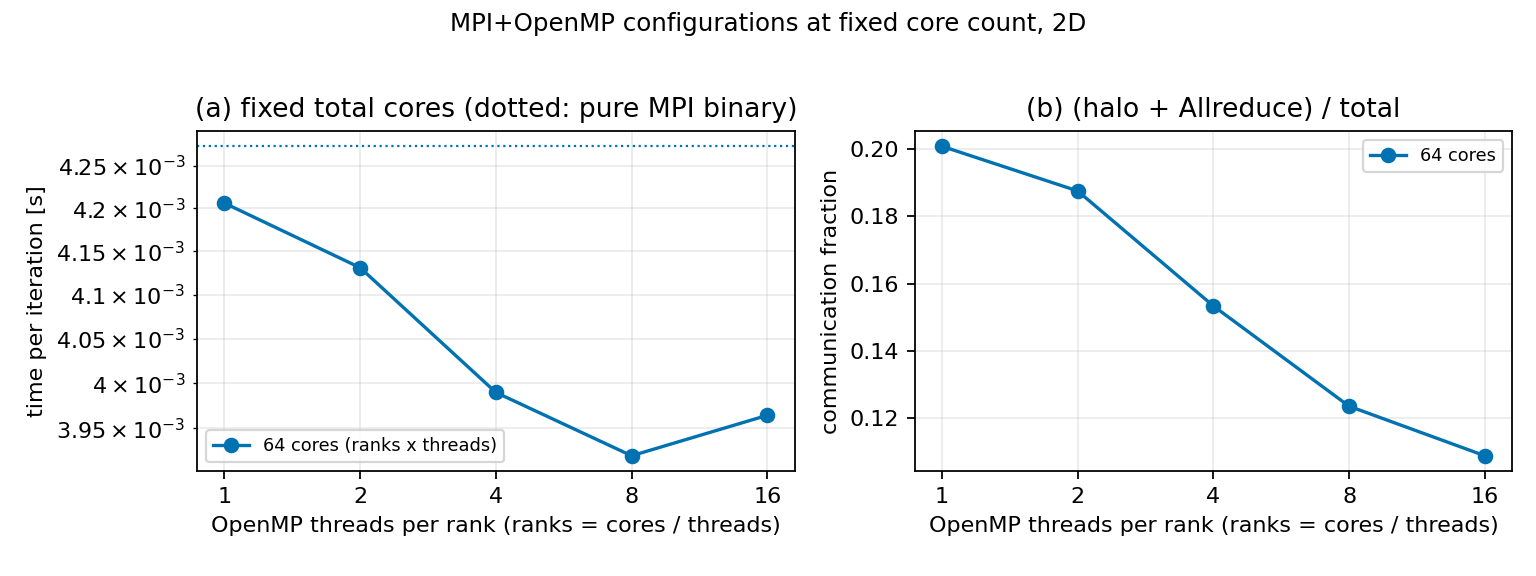 MPI+OpenMP configurations at fixed core count, 2D
(a) fixed total cores (dotted: pure MPI binary)
time per iteration [s]
4.25 × 10⁻³
4.2 × 10⁻³
4.15 × 10⁻³
4.1 × 10⁻³
4.05 × 10⁻³
4 × 10⁻³
3.95 × 10⁻³
64 cores (ranks x threads)
1 2 4 8 16
OpenMP threads per rank (ranks = cores / threads)
(b) (halo + Allreduce) / total
communication fraction
0.20
0.18
0.16
0.14
0.12
64 cores
1 2 4 8 16
OpenMP threads per rank (ranks = cores / threads)